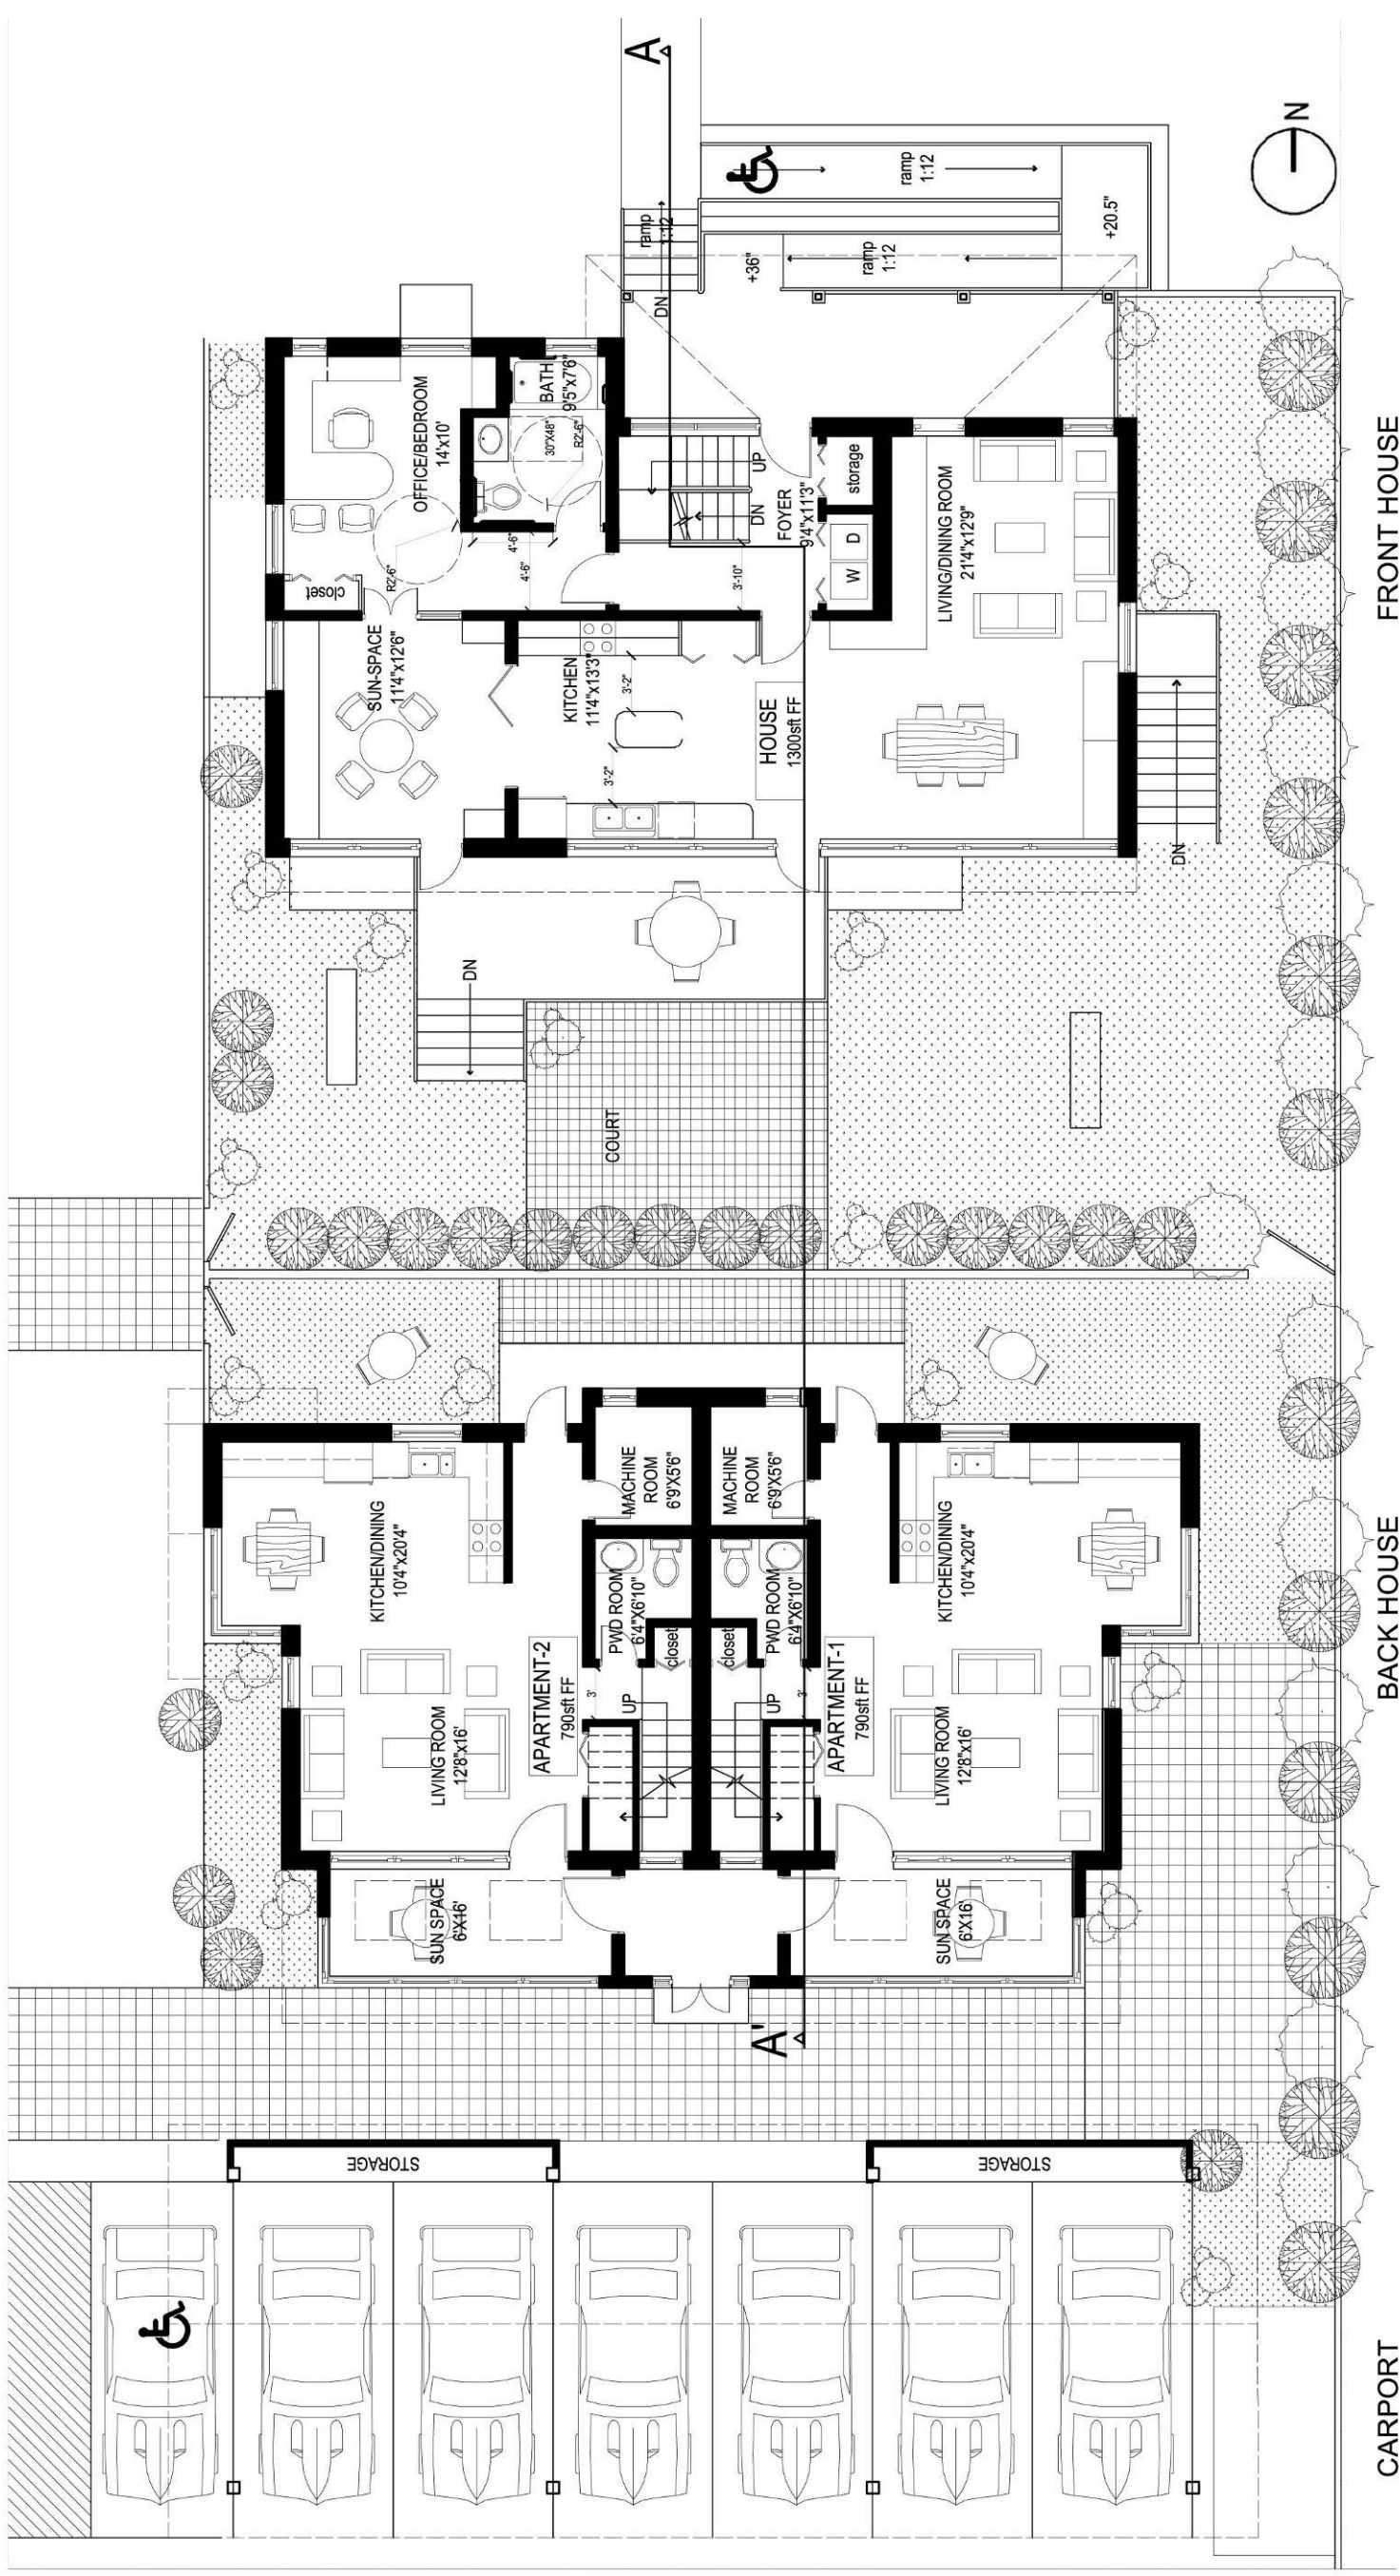 A
N
ramp
1:12
ramp
1:12
ramp
1:12
+20.5"
+36"
DN
OFFICE/BEDROOM
14'x10'
BATH
9'5"x7'6"
30"X48"
R2'-6"
R2'-6"
closet
4'-6"
4'-6"
UP
DN
FOYER
9'4"x11'3"
storage
W
D
3'-10"
LIVING/DINING ROOM
21'4"x12'9"
SUN-SPACE
11'4"x12'6"
KITCHEN
11'4"x13'3"
3'-2"
3'-2"
HOUSE
1300sft FF
DN
DN
COURT
FRONT HOUSE
KITCHEN/DINING
10'4"x20'4"
MACHINE
ROOM
6'9'X5'6"
MACHINE
ROOM
6'9'X5'6"
KITCHEN/DINING
10'4"x20'4"
PWD ROOM
6'4"X6'10"
PWD ROOM
6'4"X6'10"
closet
closet
APARTMENT-2
790sft FF
3'
UP
UP
3'
APARTMENT-1
790sft FF
LIVING ROOM
12'8"x16'
LIVING ROOM
12'8"x16'
SUN SPACE
6'X16'
SUN SPACE
6'X16'
A'
BACK HOUSE
STORAGE
STORAGE
CARPORT